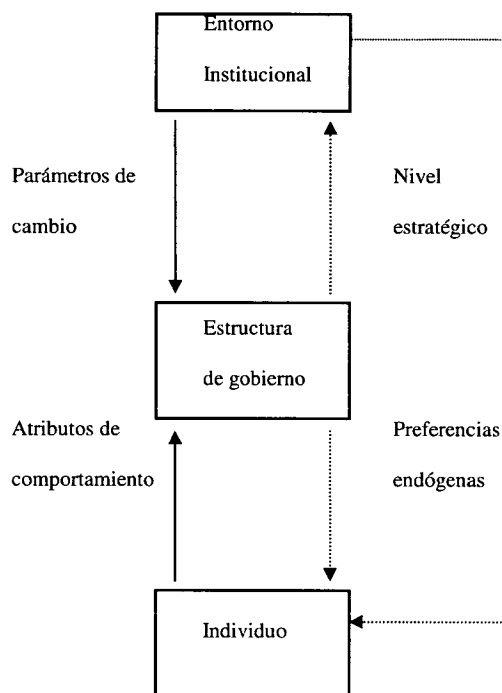 Entorno
Institucional
Parámetros de
cambio
Nivel
estratégico
Estructura
de gobierno
Atributos de
comportamiento
Preferencias
endógenas
Individuo